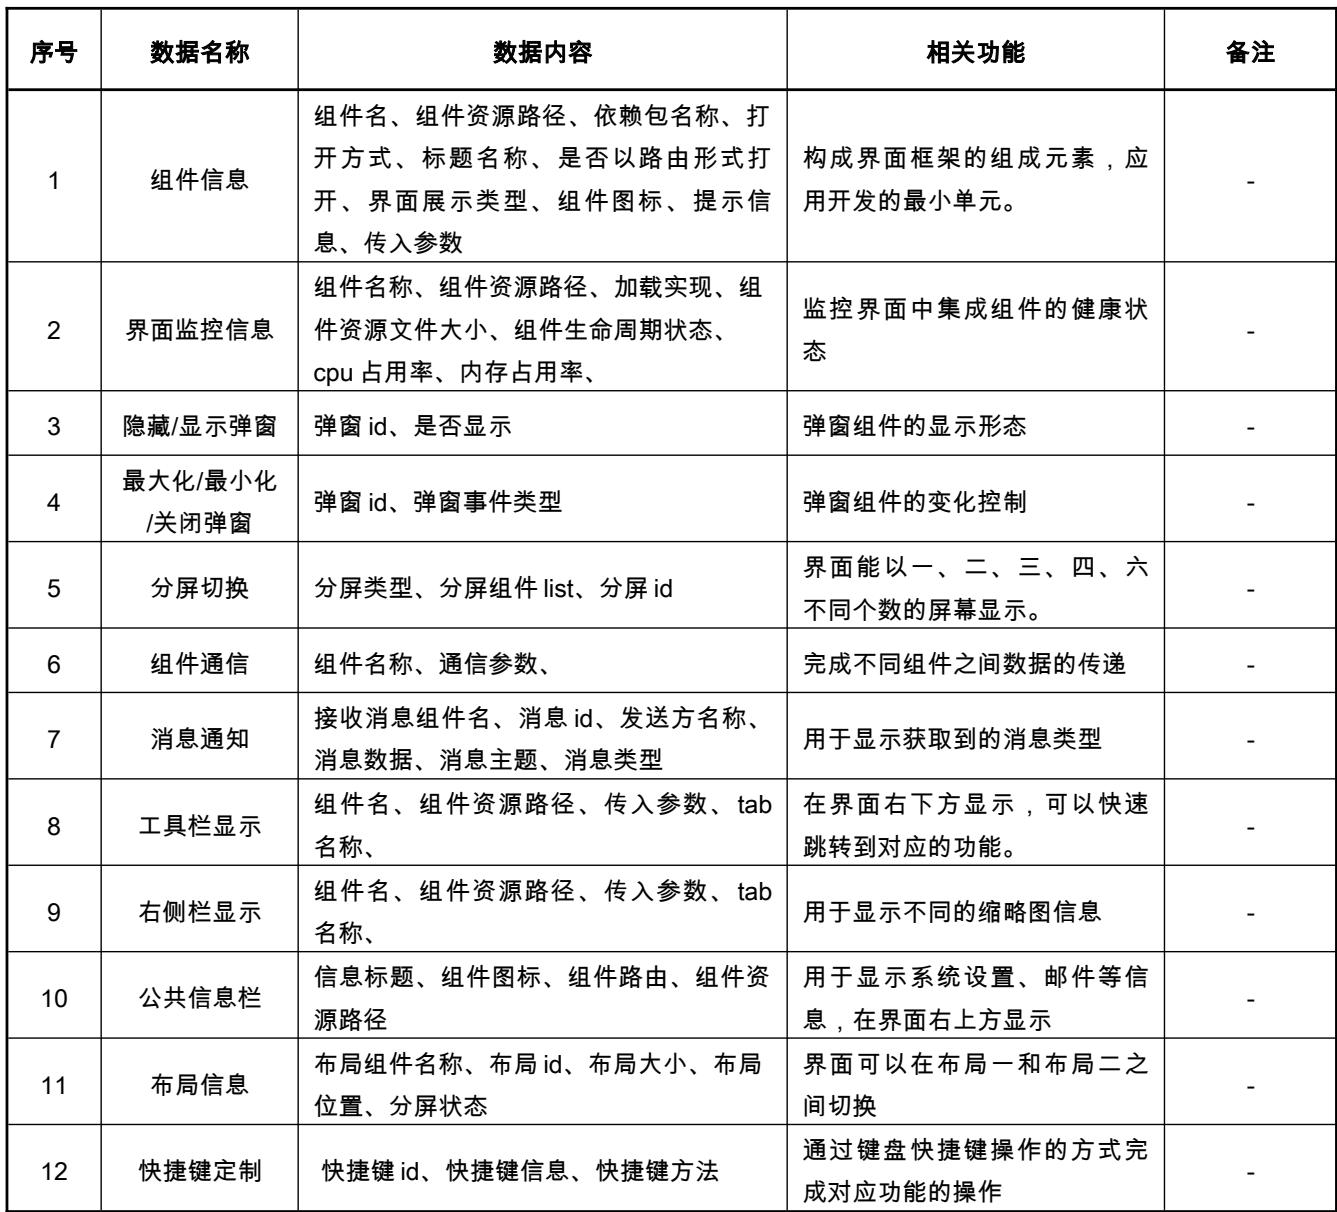 序号 数据名称 数据内容 相关功能 备注
1 组件信息 组件名、组件资源路径、依赖包名称、打
开方式、标题名称、是否以路由形式打
开、界面展示类型、组件图标、提示信
息、传入参数 构成界面框架的组成元素，应
用开发的最小单元。 -
2 界面监控信息 组件名称、组件资源路径、加载实现、组
件资源文件大小、组件生命周期状态、
cpu 占用率、内存占用率、 监控界面中集成组件的健康状
态 -
3 隐藏/显示弹窗 弹窗 id、是否显示 弹窗组件的显示形态 -
4 最大化/最小化
/关闭弹窗 弹窗 id、弹窗事件类型 弹窗组件的变化控制 -
5 分屏切换 分屏类型、分屏组件 list、分屏 id 界面能以一、二、三、四、六
不同个数的屏幕显示。 -
6 组件通信 组件名称、通信参数、 完成不同组件之间数据的传递 -
7 消息通知 接收消息组件名、消息 id、发送方名称、
消息数据、消息主题、消息类型 用于显示获取到的消息类型 -
8 工具栏显示 组件名、组件资源路径、传入参数、tab
名称、 在界面右下方显示，可以快速
跳转到对应的功能。 -
9 右侧栏显示 组件名、组件资源路径、传入参数、tab
名称、 用于显示不同的缩略图信息 -
10 公共信息栏 信息标题、组件图标、组件路由、组件资
源路径 用于显示系统设置、邮件等信
息，在界面右上方显示 -
11 布局信息 布局组件名称、布局 id、布局大小、布局
位置、分屏状态 界面可以在布局一和布局二之
间切换 -
12 快捷键定制 快捷键 id、快捷键信息、快捷键方法 通过键盘快捷键操作的方式完
成对应功能的操作 -